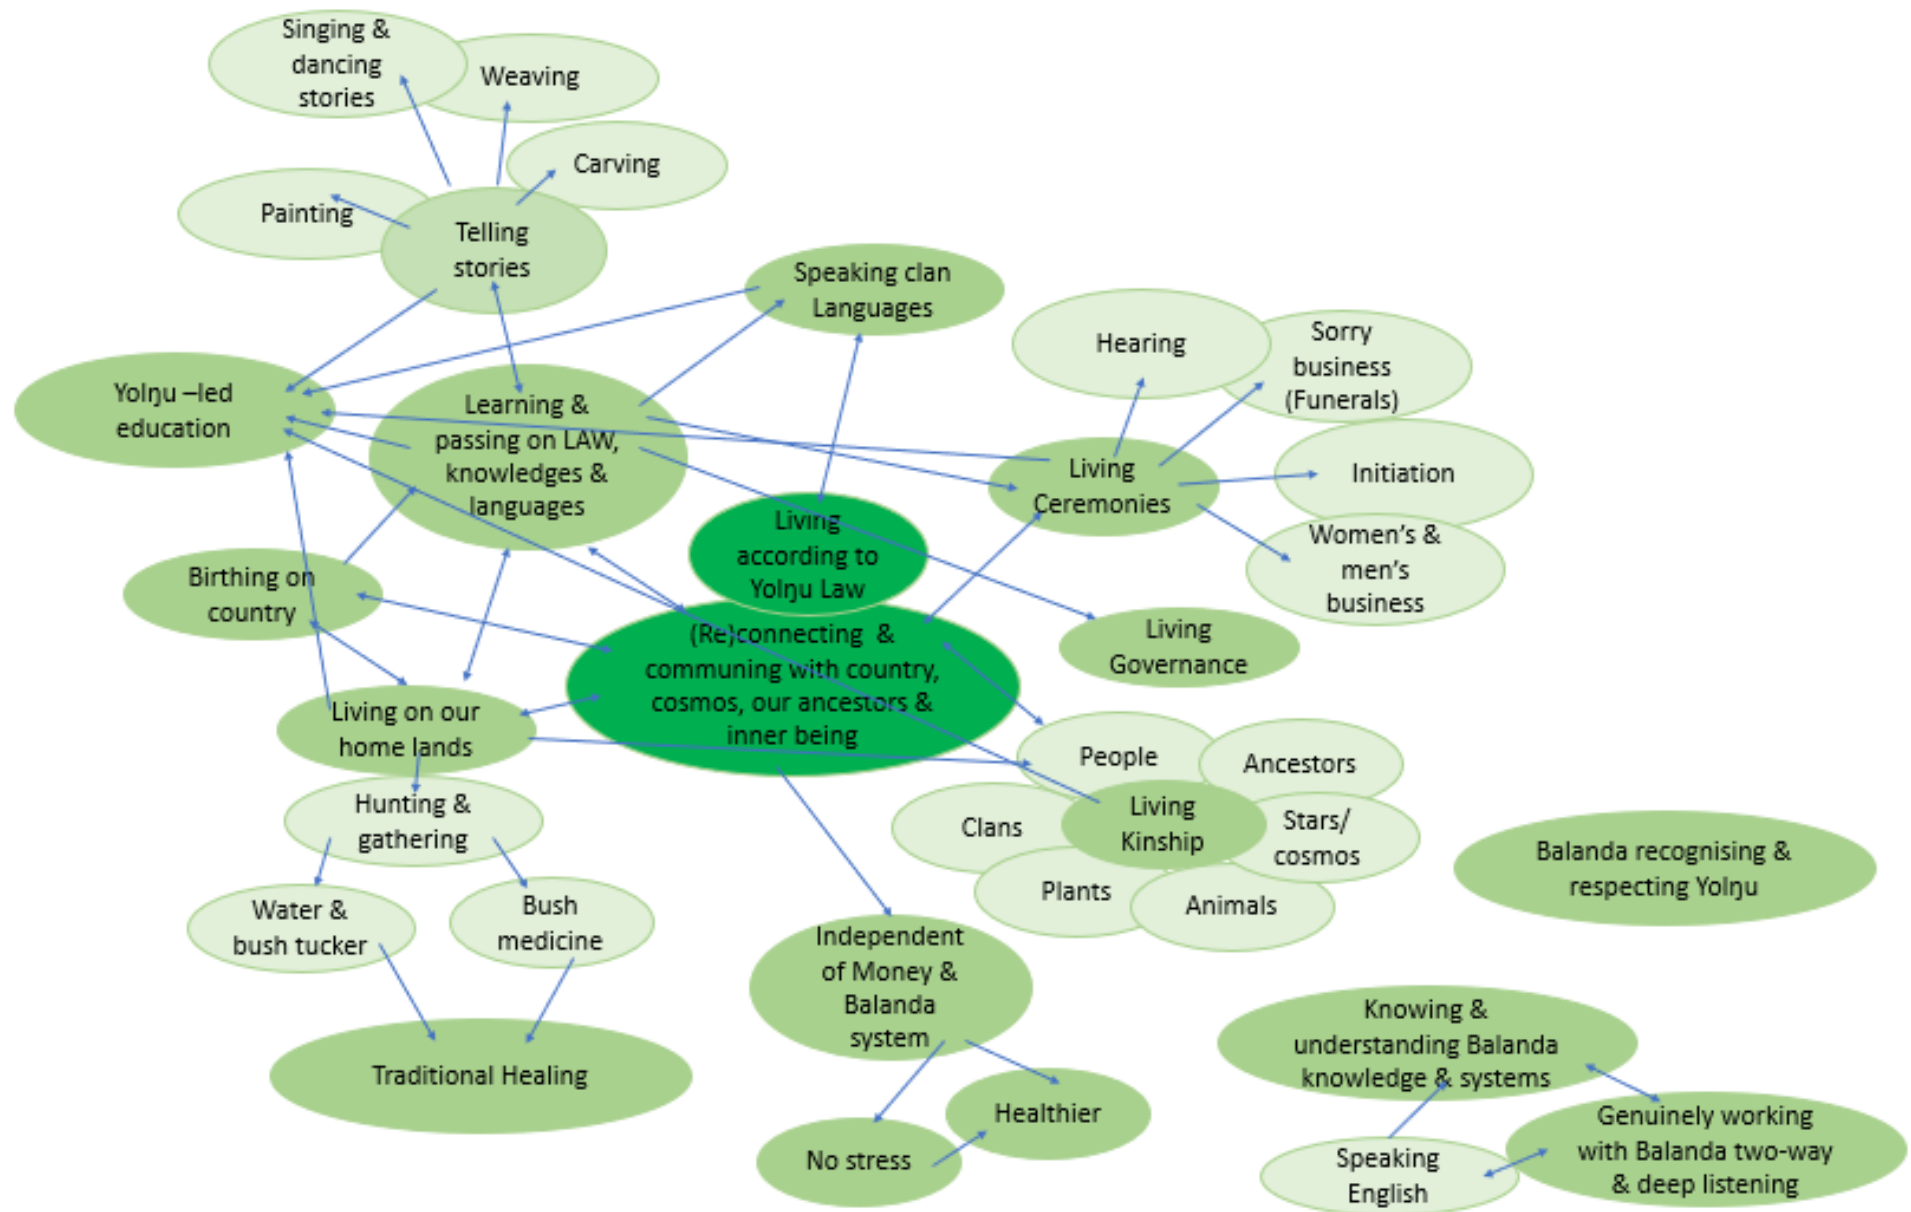 Singing &
dancing
stories
Weaving
Carving
Painting
Telling
stories
Speaking clan
Languages
Hearing
Sorry
business
(Funerals)
Yolŋu –led
education
Learning &
passing on LAW,
knowledges &
languages
Living
Ceremonies
Initiation
Living
according to
Yolŋu Law
Women's &
men's
business
Birthing on
country
(Re)connecting &
communing with country,
cosmos, our ancestors &
inner being
Living
Governance
Living on our
home lands
People
Ancestors
Hunting &
gathering
Clans
Living
Kinship
Stars/
cosmos
Plants
Animals
Balanda recognising &
respecting Yolŋu
Water &
bush tucker
Bush
medicine
Independent
of Money &
Balanda
system
Knowing &
understanding Balanda
knowledge & systems
Traditional Healing
Healthier
No stress
Genuinely working
with Balanda two-way
& deep listening
Speaking
English